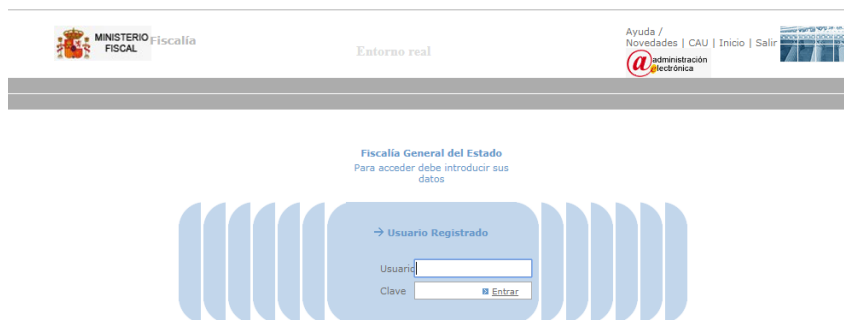 MINISTERIO
FISCAL
Fiscalía
Entorno real
Ayuda /
Novedades | CAU | Inicio | Salir
administración
electrónica
Fiscalía General del Estado
Para acceder debe introducir sus
datos
→ Usuario Registrado
Usuario
Clave
Entrar